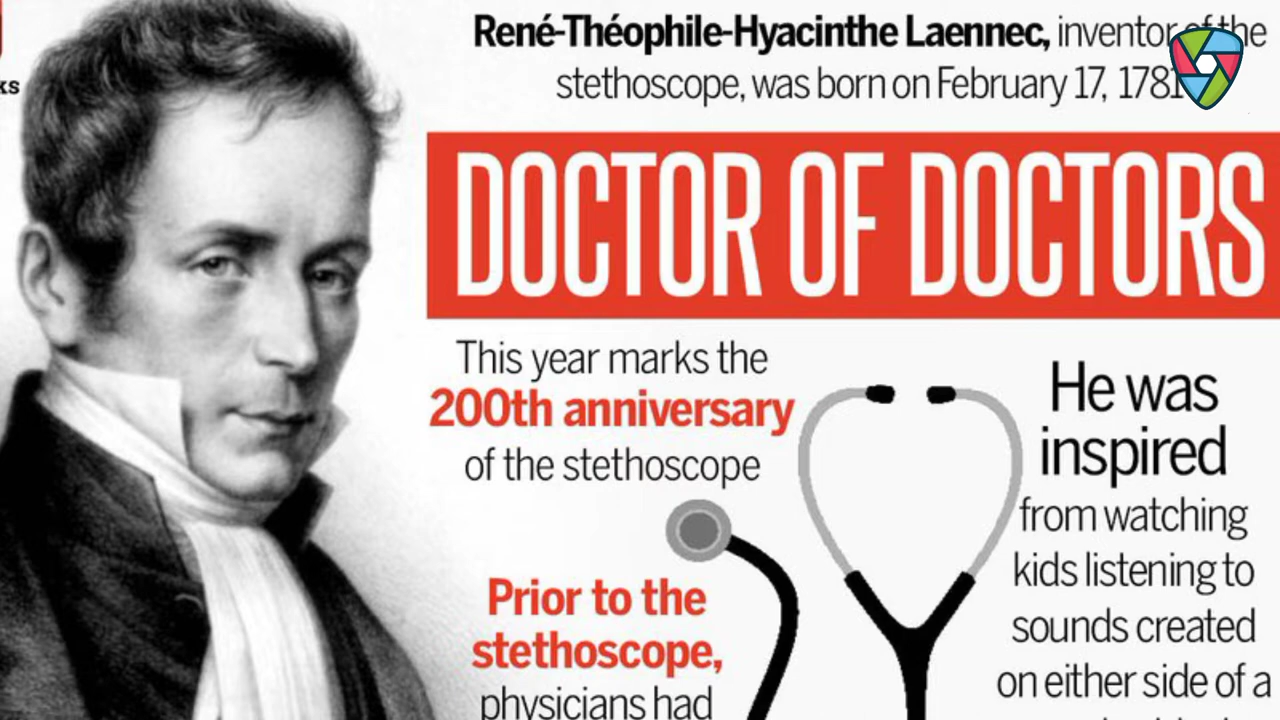 ks
René-Théophile-Hyacinthe Laennec, inventor of the
stethoscope, was born on February 17, 1781
DOCTOR OF DOCTORS
This year marks the
200th anniversary
of the stethoscope
Prior to the
stethoscope,
physicians had
He was
inspired
from watching
kids listening to
sounds created
on either side of a